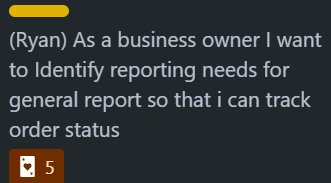 (Ryan) As a business owner I want
to Identify reporting needs for
general report so that i can track
order status
5